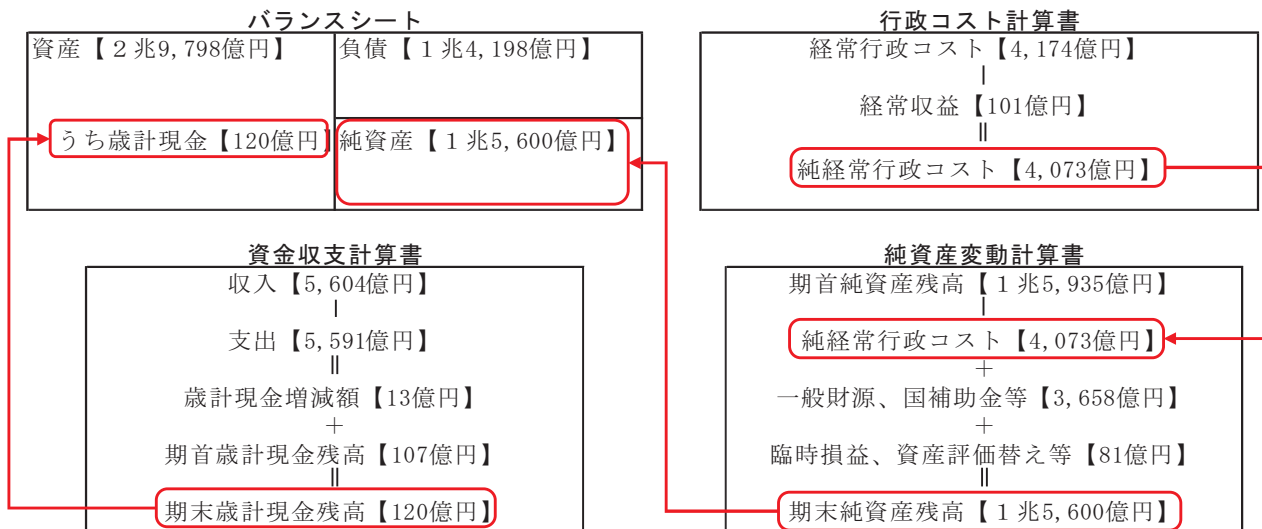 バランスシート
資産【２兆9,798億円】
負債【１兆4,198億円】
うち歳計現金【120億円】
純資産【１兆5,600億円】
行政コスト計算書
経常行政コスト【4,174億円】
－
経常収益【101億円】
＝
純経常行政コスト【4,073億円】
資金収支計算書
収入【5,604億円】
－
支出【5,591億円】
＝
歳計現金増減額【13億円】
＋
期首歳計現金残高【107億円】
＝
期末歳計現金残高【120億円】
純資産変動計算書
期首純資産残高【１兆5,935億円】
－
純経常行政コスト【4,073億円】
＋
一般財源、国補助金等【3,658億円】
＋
臨時損益、資産評価替え等【81億円】
＝
期末純資産残高【１兆5,600億円】